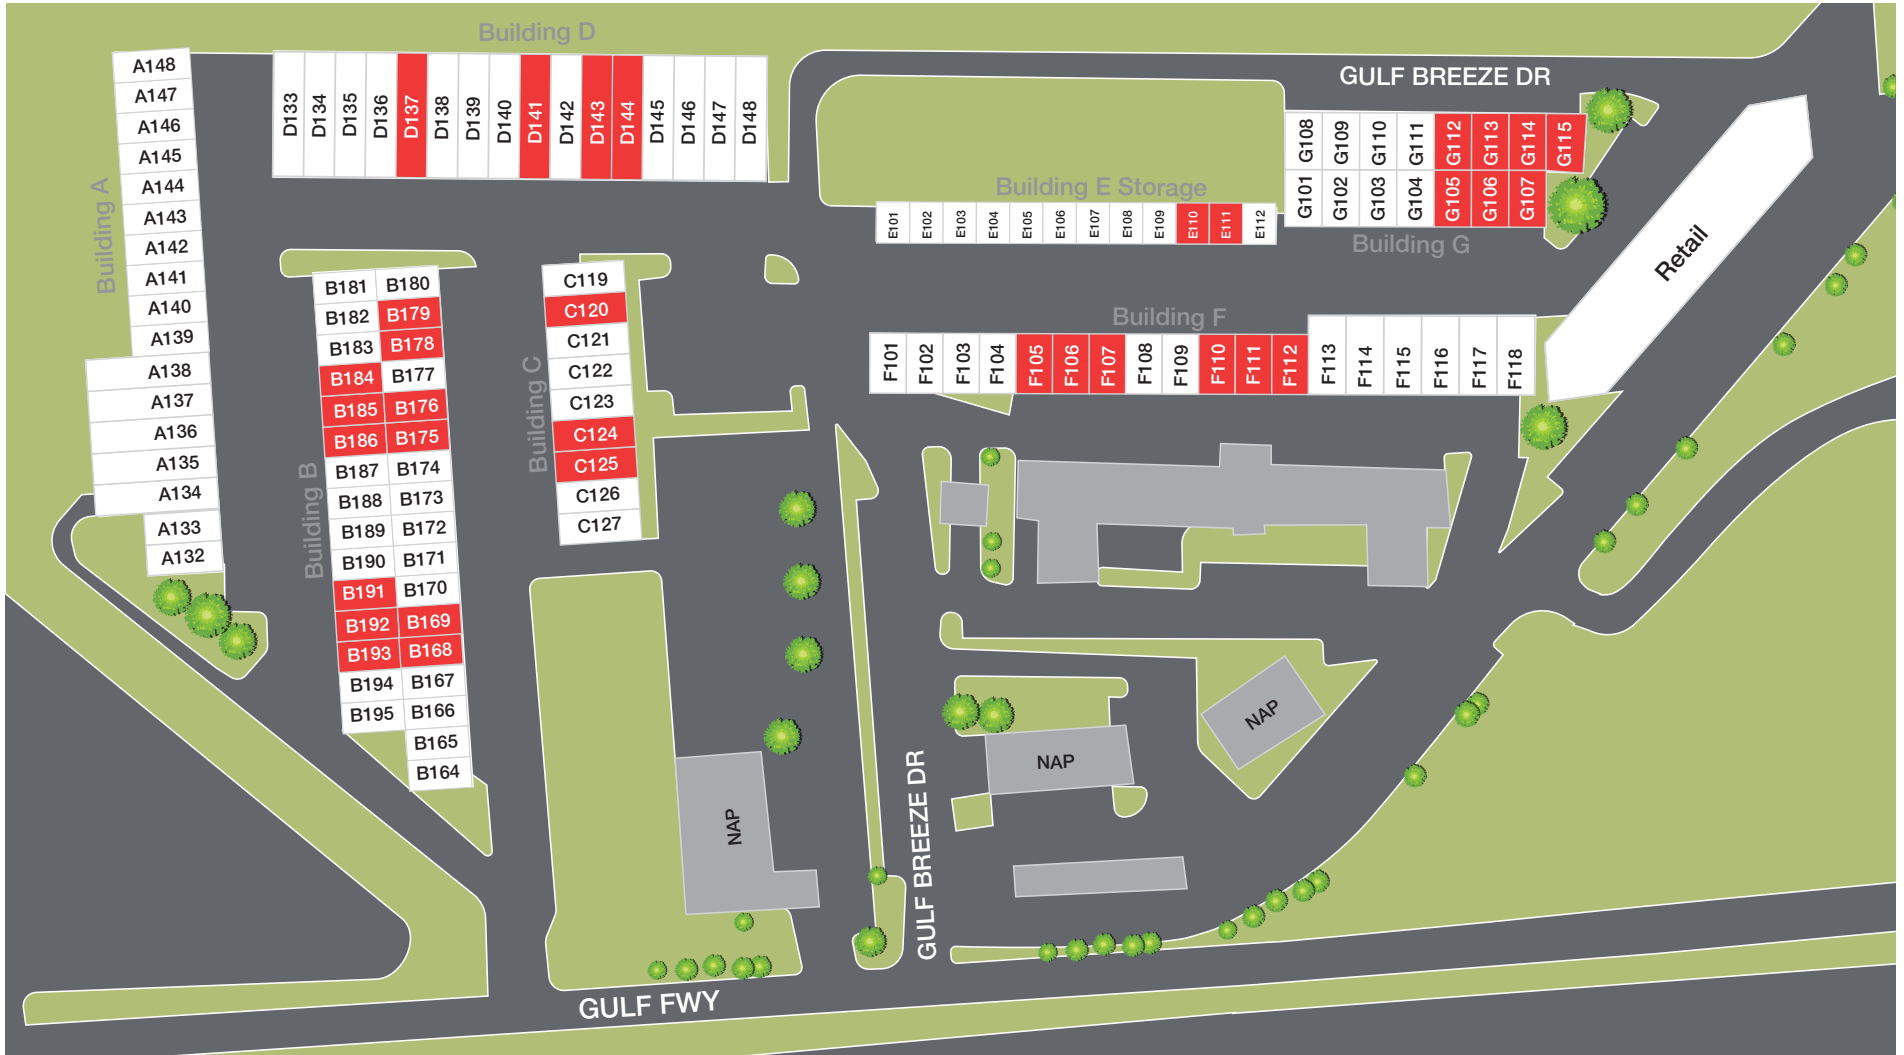 Building D
D133
D134
D135
D136
D137
D138
D139
D140
D141
D142
D143
D144
D145
D146
D147
D148
Building A
A148
A147
A146
A145
A144
A143
A142
A141
A140
A139
A138
A137
A136
A135
A134
A133
A132
Building B
B181 B180
B182 B179
B183 B178
B184 B177
B185 B176
B186 B175
B187 B174
B188 B173
B189 B172
B190 B171
B191 B170
B192 B169
B193 B168
B194 B167
B195 B166
B165
B164
Building C
C119
C120
C121
C122
C123
C124
C125
C126
C127
GULF BREEZE DR
Building E Storage
E101
E102
E103
E104
E105
E106
E107
E108
E109
E110
E111
E112
G108
G109
G110
G111
G112
G113
G114
G115
G101
G102
G103
G104
G105
G106
G107
Building G
Retail
Building F
F101
F102
F103
F104
F105
F106
F107
F108
F109
F110
F111
F112
F113
F114
F115
F116
F117
F118
NAP
NAP
NAP
GULF BREEZE DR
GULF FWY